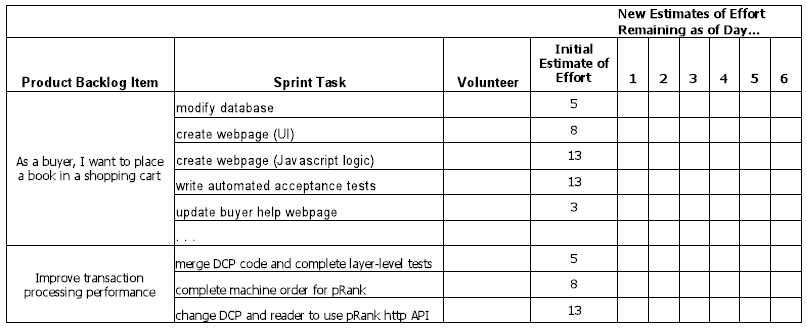 New Estimates of Effort
Remaining as of Day...
Product Backlog Item Sprint Task Volunteer Initial Estimate of Effort 1 2 3 4 5 6
As a buyer, I want to place
a book in a shopping cart
modify database 5
create webpage (UI) 8
create webpage (Javascript logic) 13
write automated acceptance tests 13
update buyer help webpage 3
. . .
Improve transaction
processing performance
merge DCP code and complete layer-level tests 5
complete machine order for pRank 8
change DCP and reader to use pRank http API 13